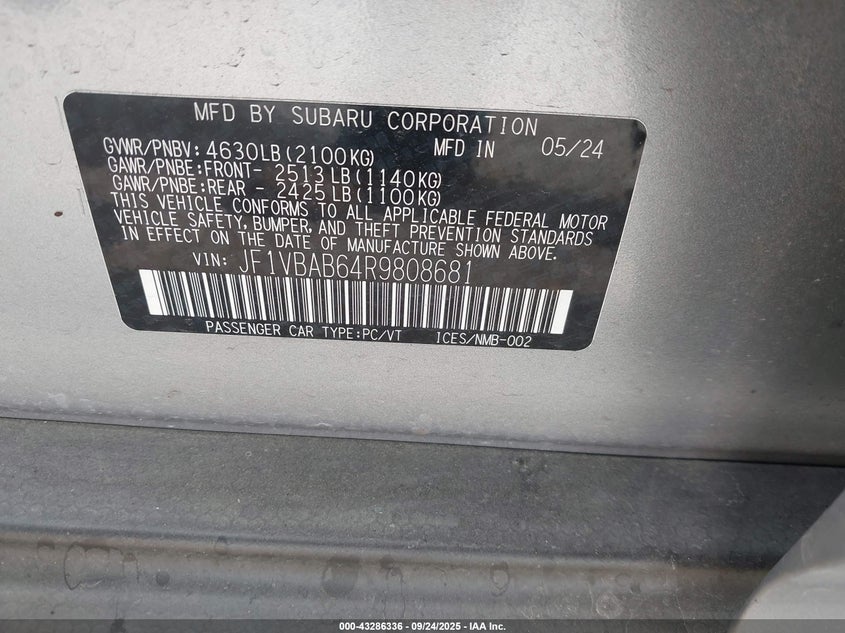 MFD BY SUBARU CORPORATION
GVWR/PNBV: 4630LB(2100KG) MFD IN 05/24
GAWR/PNBE:FRONT- 2513LB(1140KG)
GAWR/PNBE:REAR - 2425LB(1100KG)
THIS VEHICLE CONFORMS TO ALL APPLICABLE FEDERAL MOTOR
VEHICLE SAFETY, BUMPER, AND THEFT PREVENTION STANDARDS
IN EFFECT ON THE DATE OF MANUFACTURE SHOWN ABOVE.
VIN: JF1VBAB64R9808681
PASSENGER CAR TYPE:PC/VT ICES/NMB-002
000-43286336 - 09/24/2025 - IAA Inc.